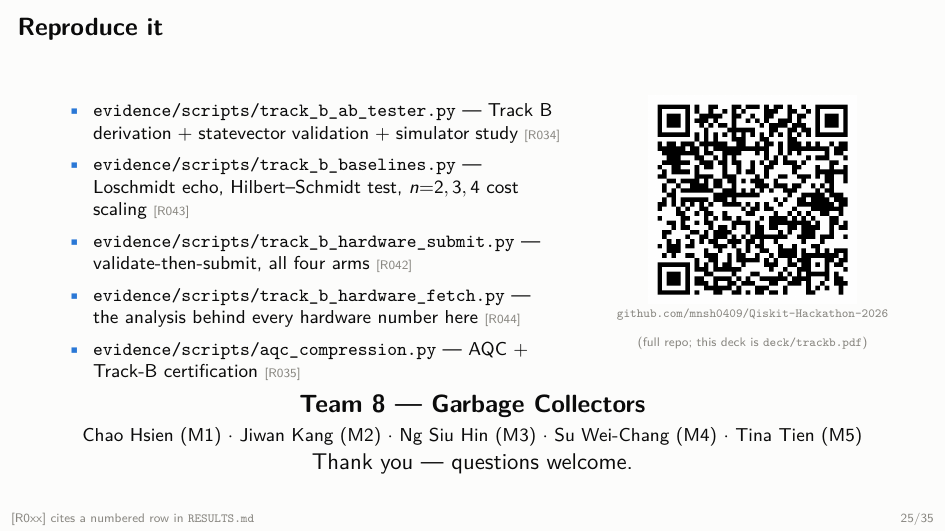 Reproduce it
evidence/scripts/track_b_ab_tester.py — Track B
derivation + statevector validation + simulator study [R034]
evidence/scripts/track_b_baselines.py —
Loschmidt echo, Hilbert–Schmidt test, n=2, 3, 4 cost
scaling [R043]
evidence/scripts/track_b_hardware_submit.py —
validate-then-submit, all four arms [R042]
evidence/scripts/track_b_hardware_fetch.py —
the analysis behind every hardware number here [R044]
evidence/scripts/aqc_compression.py — AQC +
Track-B certification [R035]
github.com/mnsh0409/Qiskit-Hackathon-2026
(full repo; this deck is deck/trackb.pdf)
Team 8 — Garbage Collectors
Chao Hsien (M1) · Jiwan Kang (M2) · Ng Siu Hin (M3) · Su Wei-Chang (M4) · Tina Tien (M5)
Thank you — questions welcome.
[R0xx] cites a numbered row in RESULTS.md
25/35